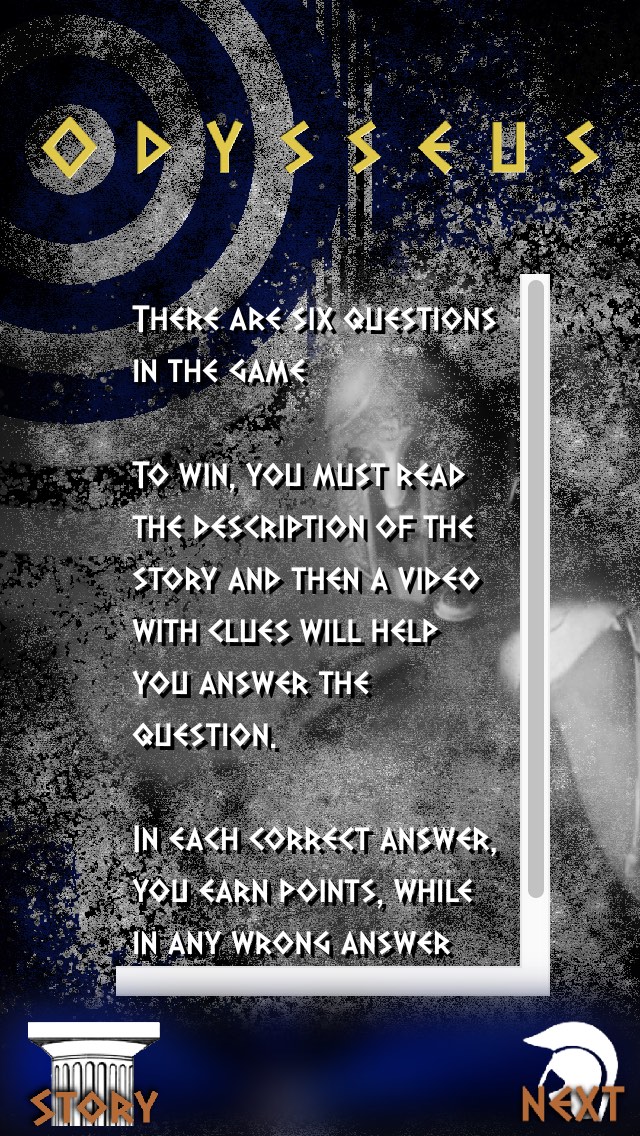 ODYSSEUS
THERE ARE SIX QUESTIONS
IN THE GAME
TO WIN, YOU MUST READ
THE DESCRIPTION OF THE
STORY AND THEN A VIDEO
WITH CLUES WILL HELP
YOU ANSWER THE
QUESTION.
IN EACH CORRECT ANSWER,
YOU EARN POINTS, WHILE
IN ANY WRONG ANSWER
STORY
NEXT